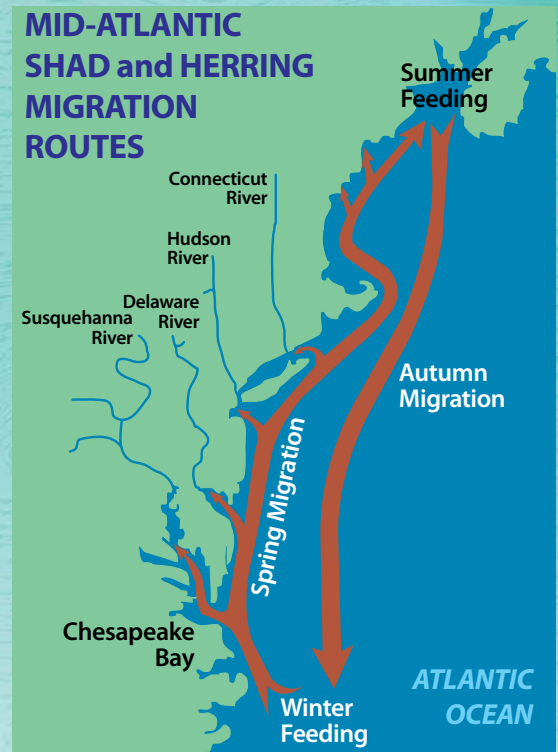 MID-ATLANTIC
SHAD and HERRING
MIGRATION
ROUTES
Summer
Feeding
Connecticut
River
Hudson
River
Delaware
River
Susquehanna
River
Autumn
Migration
Spring Migration
Chesapeake
Bay
Winter
Feeding
ATLANTIC
OCEAN